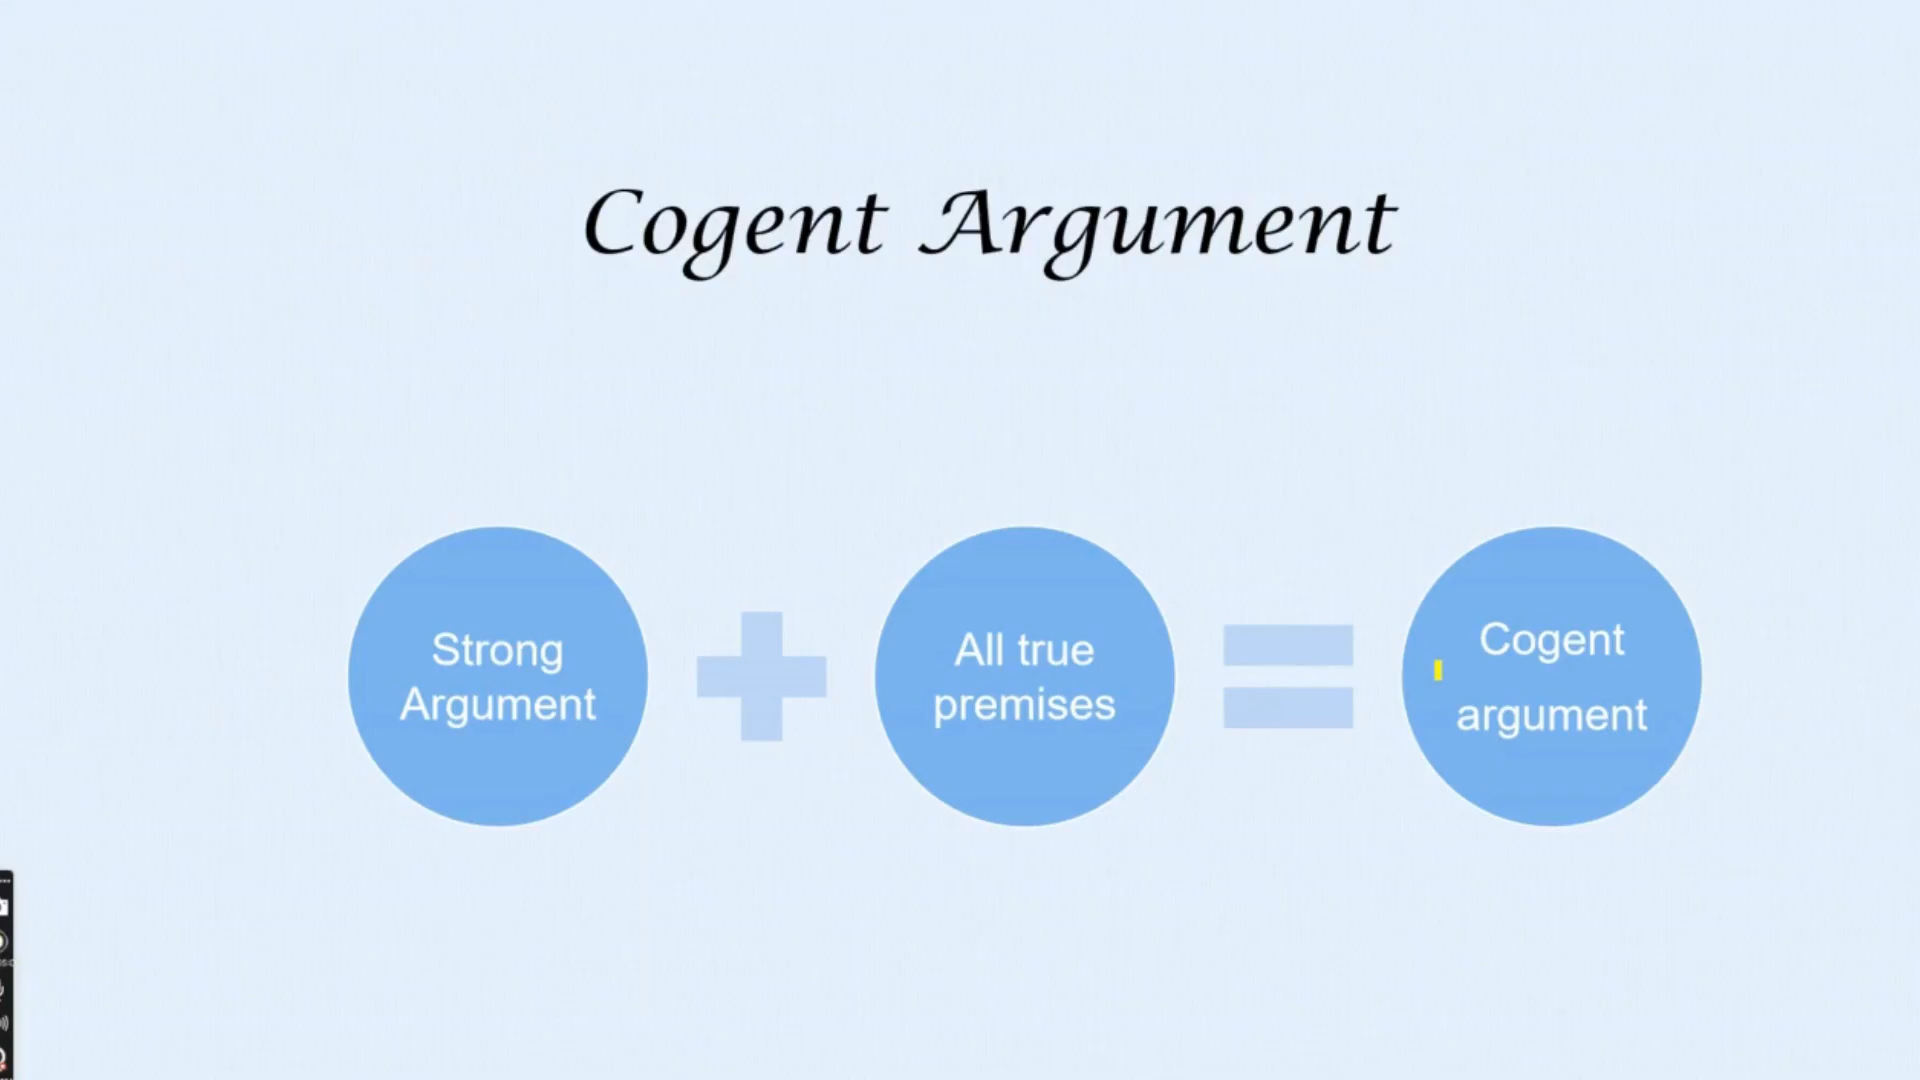 Cogent Argument
Strong
Argument
All true
premises
Cogent
argument